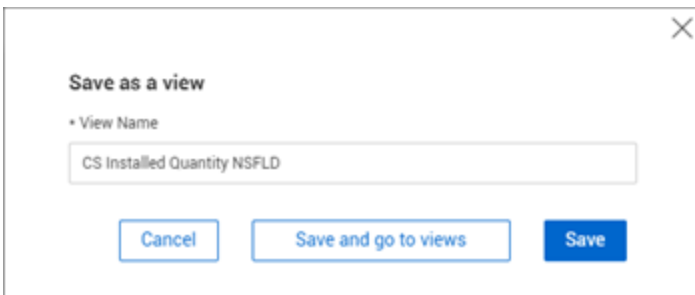 Save as a view
* View Name
CS Installed Quantity NSFLD
Cancel Save and go to views Save